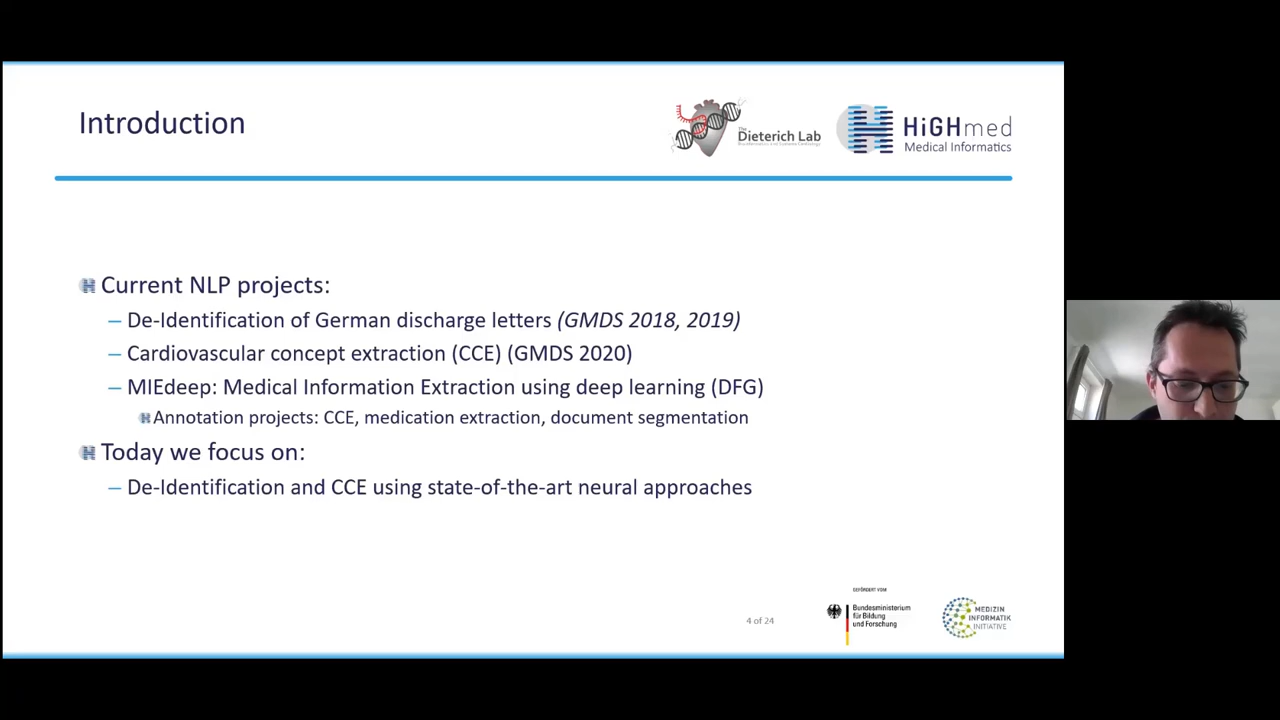 Introduction
The
Dieterich Lab
HiGHmed
Medical Informatics
Current NLP projects:
– De-Identification of German discharge letters (GMDS 2018, 2019)
– Cardiovascular concept extraction (CCE) (GMDS 2020)
– MIEdeep: Medical Information Extraction using deep learning (DFG)
Annotation projects: CCE, medication extraction, document segmentation
Today we focus on:
– De-Identification and CCE using state-of-the-art neural approaches
4 of 24
GEFÖRDERT VOM
Bundesministerium
für Bildung
und Forschung
MEDIZIN
INFORMATIK
INITIATIVE